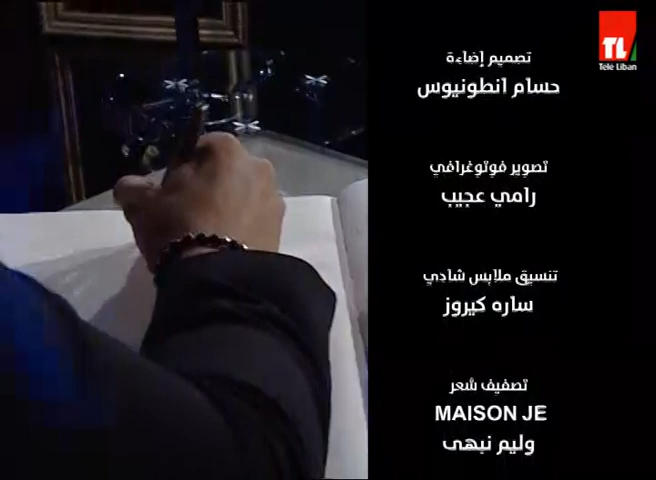 TL
Télé Liban
تصميم إضاءة
حسام انطونيوس
تصوير فوتوغرافي
رامي عجيب
تنسيق ملابس شادي
ساره كيروز
تصفيف شعر
MAISON JE
وليم نبهى